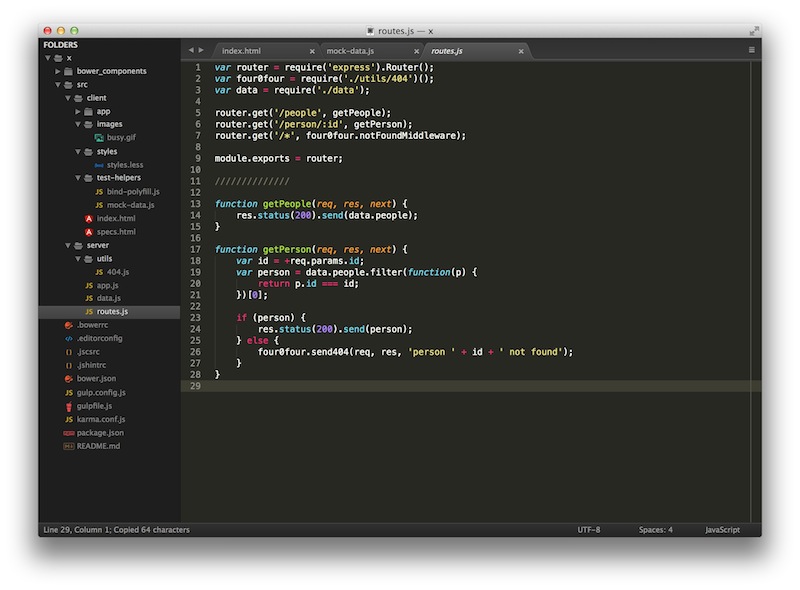 routes.js — x
FOLDERS
x
bower_components
src
client
app
images
busy.gif
styles
styles.less
test-helpers
JS bind-polyfill.js
JS mock-data.js
index.html
specs.html
server
utils
JS 404.js
JS app.js
JS data.js
JS routes.js
.bowerrc
.editorconfig
.jscsrc
.jshintrc
bower.json
JS gulp.config.js
gulpfile.js
JS karma.conf.js
package.json
README.md
index.html × mock-data.js × routes.js ×
1 var router = require('express').Router();
2 var four0four = require('./utils/404')();
3 var data = require('./data');
4
5 router.get('/people', getPeople);
6 router.get('/person/:id', getPerson);
7 router.get('/*', four0four.notFoundMiddleware);
8
9 module.exports = router;
10
11 //////////////
12
13 function getPeople(req, res, next) {
14     res.status(200).send(data.people);
15 }
16
17 function getPerson(req, res, next) {
18     var id = +req.params.id;
19     var person = data.people.filter(function(p) {
20         return p.id === id;
21     })[0];
22
23     if (person) {
24         res.status(200).send(person);
25     } else {
26         four0four.send404(req, res, 'person ' + id + ' not found');
27     }
28 }
29
Line 29, Column 1; Copied 64 characters UTF-8 Spaces: 4 JavaScript